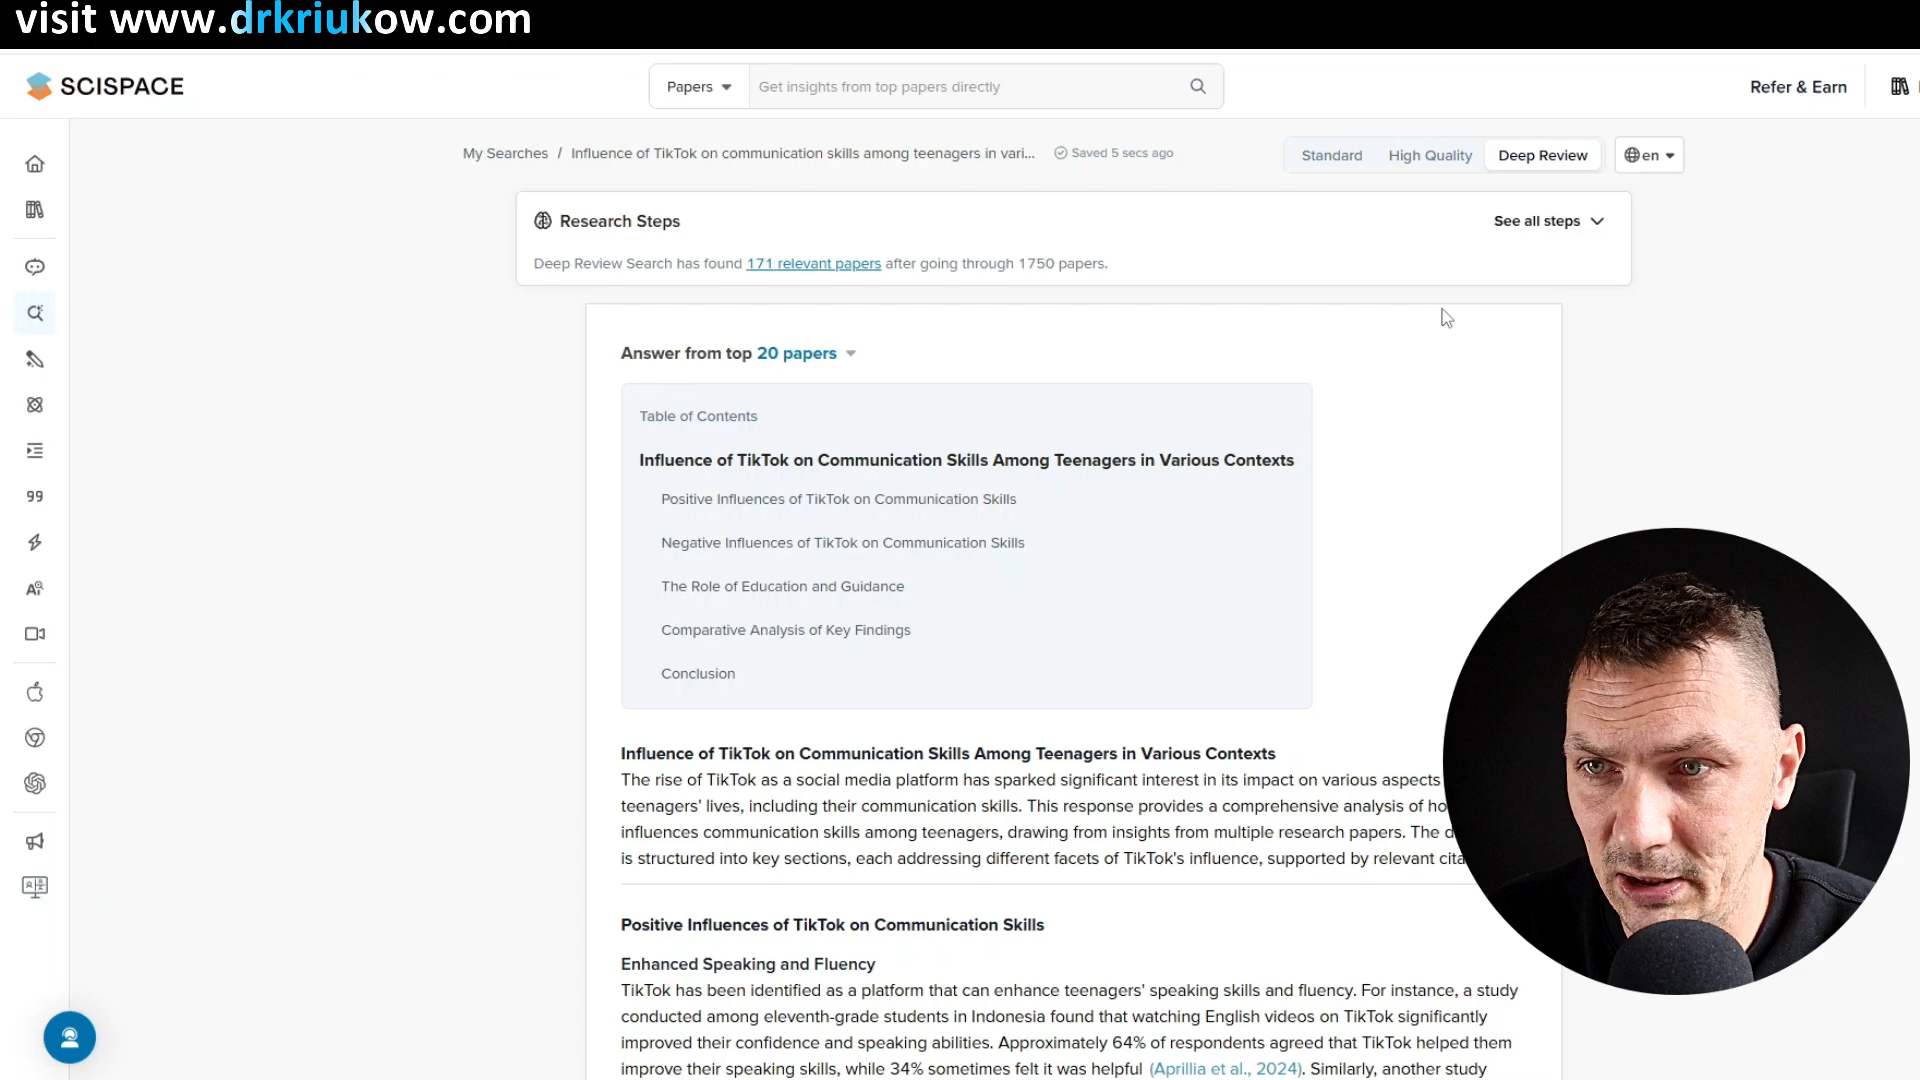 visit www.drkriukow.com
SCISPACE
Papers
Get insights from top papers directly
Refer & Earn
My Searches / Influence of TikTok on communication skills among teenagers in vari...
Saved 5 secs ago
Standard
High Quality
Deep Review
en
Research Steps
See all steps
Deep Review Search has found 171 relevant papers after going through 1750 papers.
Answer from top 20 papers
Table of Contents
Influence of TikTok on Communication Skills Among Teenagers in Various Contexts
Positive Influences of TikTok on Communication Skills
Negative Influences of TikTok on Communication Skills
The Role of Education and Guidance
Comparative Analysis of Key Findings
Conclusion
Influence of TikTok on Communication Skills Among Teenagers in Various Contexts
The rise of TikTok as a social media platform has sparked significant interest in its impact on various aspects
teenagers' lives, including their communication skills. This response provides a comprehensive analysis of
influences communication skills among teenagers, drawing from insights from multiple research papers. The
is structured into key sections, each addressing different facets of TikTok's influence, supported by relevant
Positive Influences of TikTok on Communication Skills
Enhanced Speaking and Fluency
TikTok has been identified as a platform that can enhance teenagers' speaking skills and fluency. For instance, a study
conducted among eleventh-grade students in Indonesia found that watching English videos on TikTok significantly
improved their confidence and speaking abilities. Approximately 64% of respondents agreed that TikTok helped them
improve their speaking skills, while 34% sometimes felt it was helpful (Aprillia et al., 2024). Similarly, another study